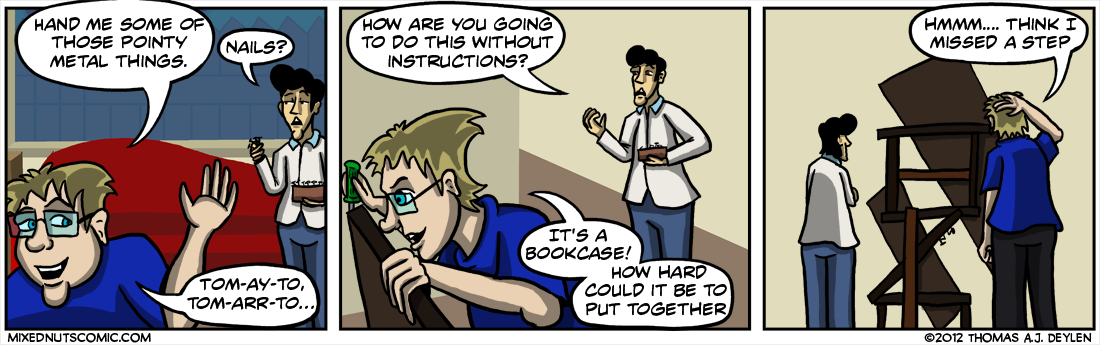 HAND ME SOME OF
THOSE POINTY
METAL THINGS.
NAILS?
TOM-AY-TO,
TOM-ARR-TO...
HOW ARE YOU GOING
TO DO THIS WITHOUT
INSTRUCTIONS?
IT'S A
BOOKCASE!
HOW HARD
COULD IT BE TO
PUT TOGETHER
HMMM.... THINK I
MISSED A STEP
MIXEDNUTSCOMIC.COM
©2012 THOMAS A.J. DEYLEN